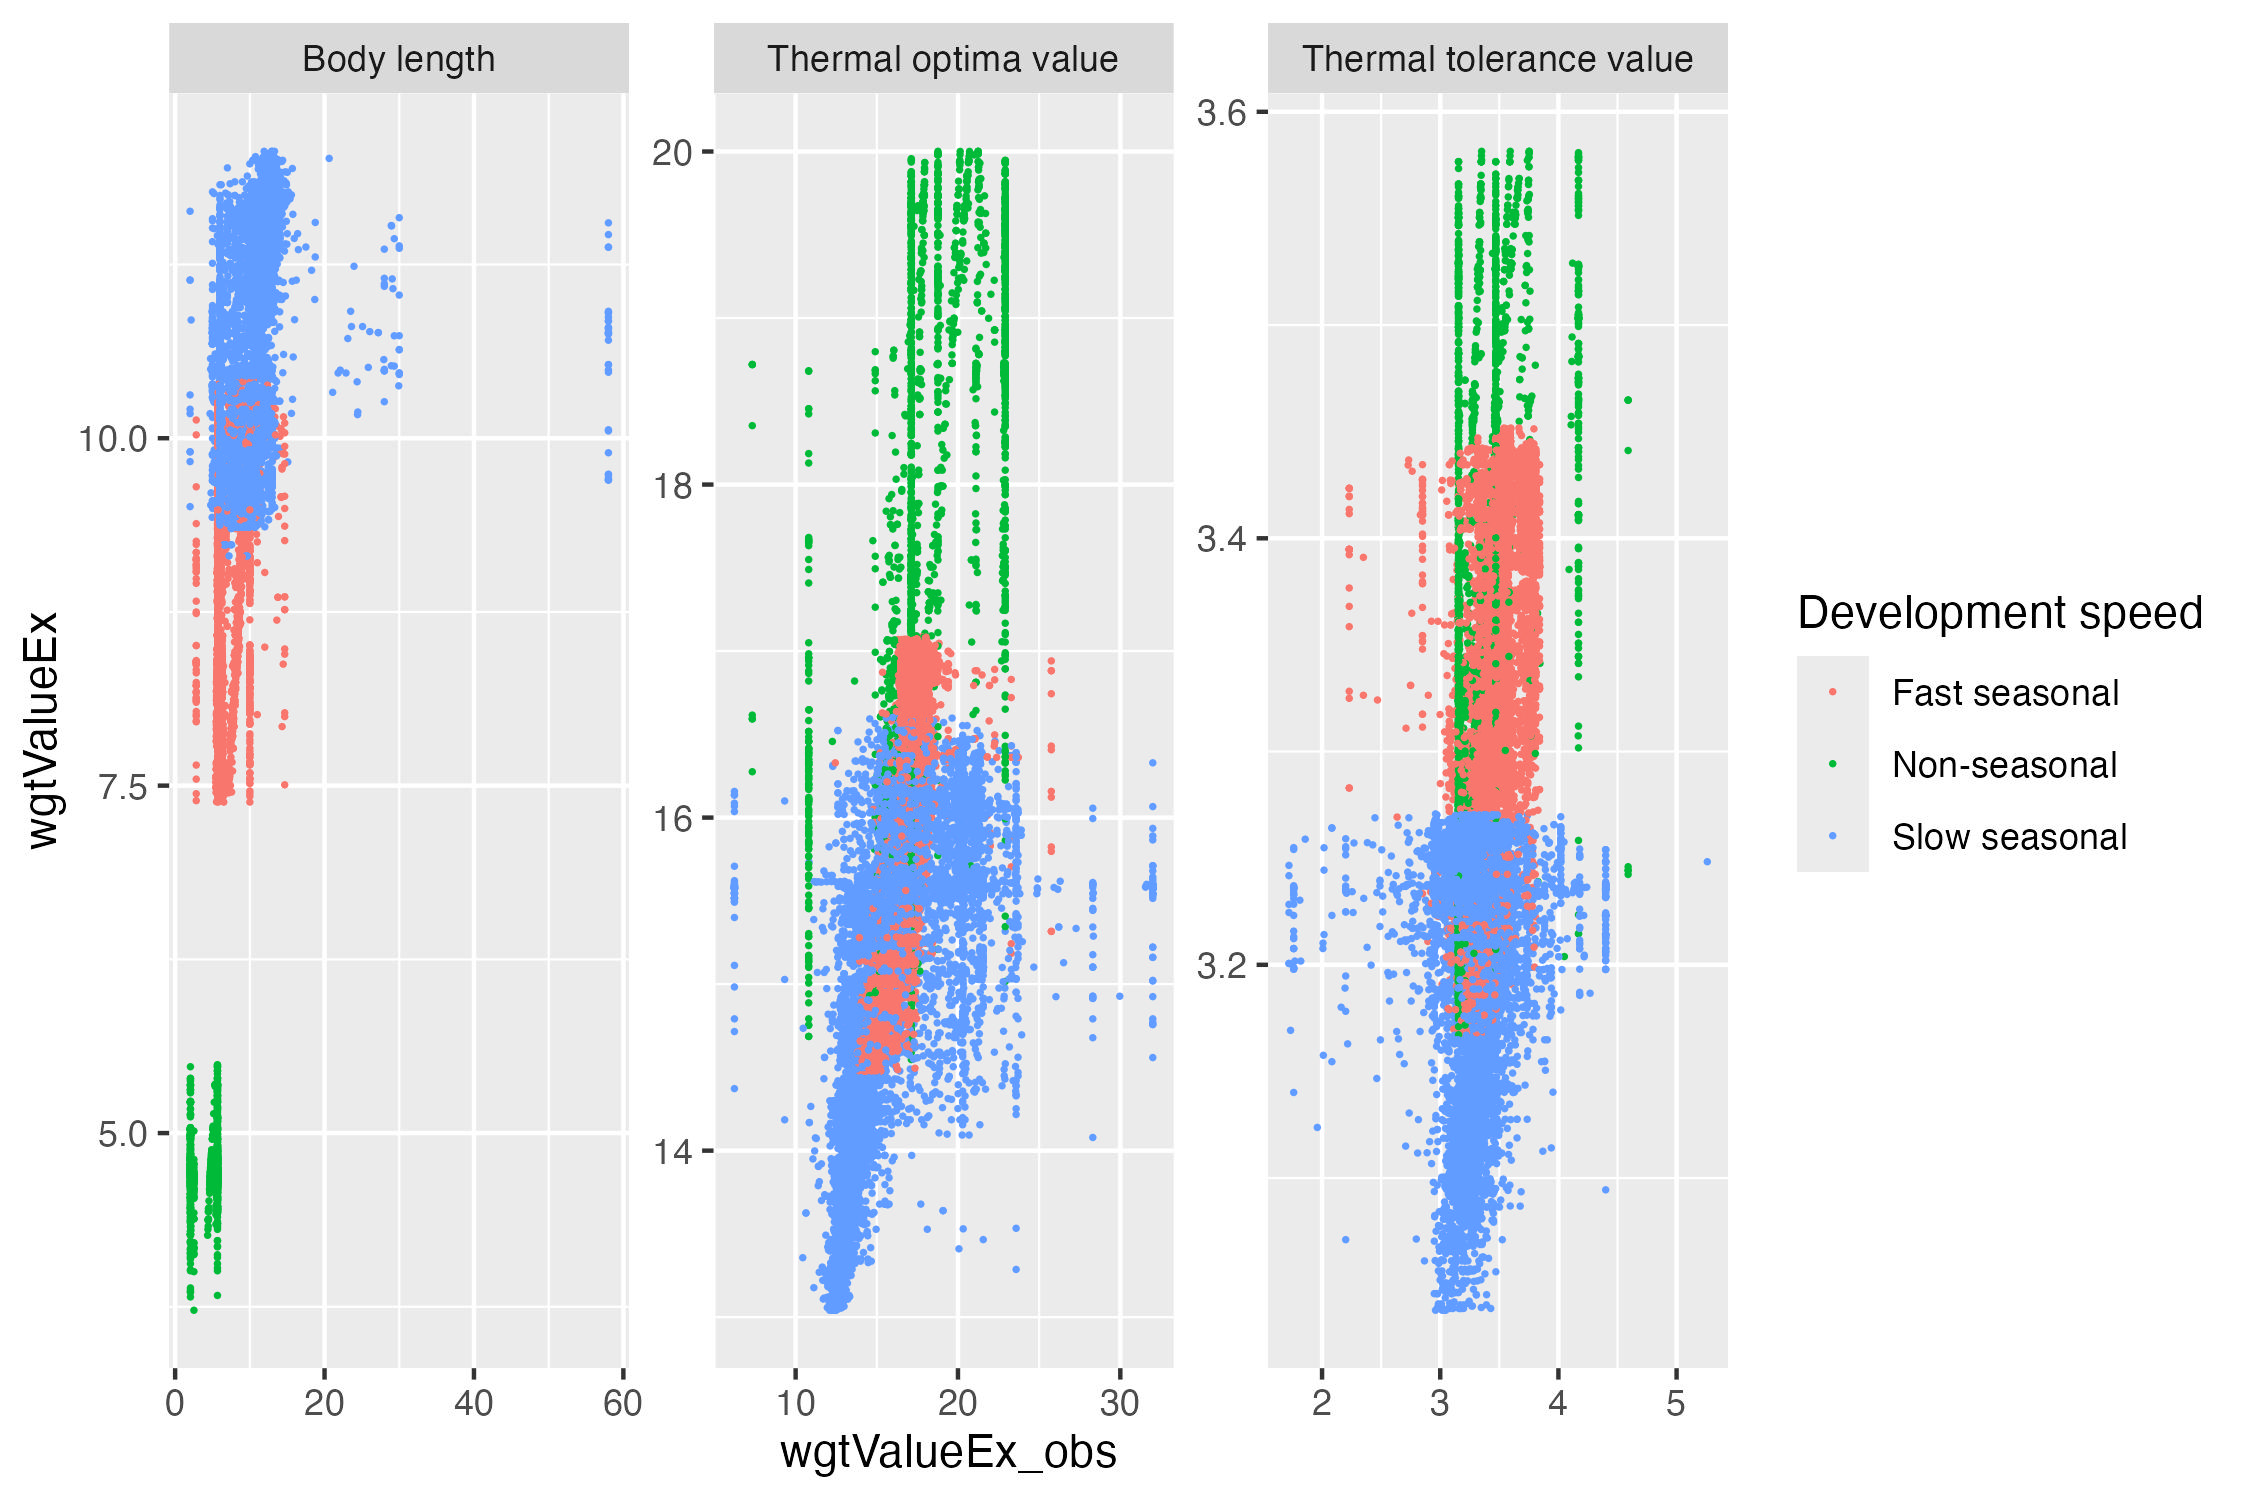 Body length
Thermal optima value
Thermal tolerance value
wgtValueEx
10.0
7.5
5.0
20
18
16
14
3.6
3.4
3.2
0 20 40 60
10 20 30
2 3 4 5
wgtValueEx_obs
Development speed
Fast seasonal
Non-seasonal
Slow seasonal